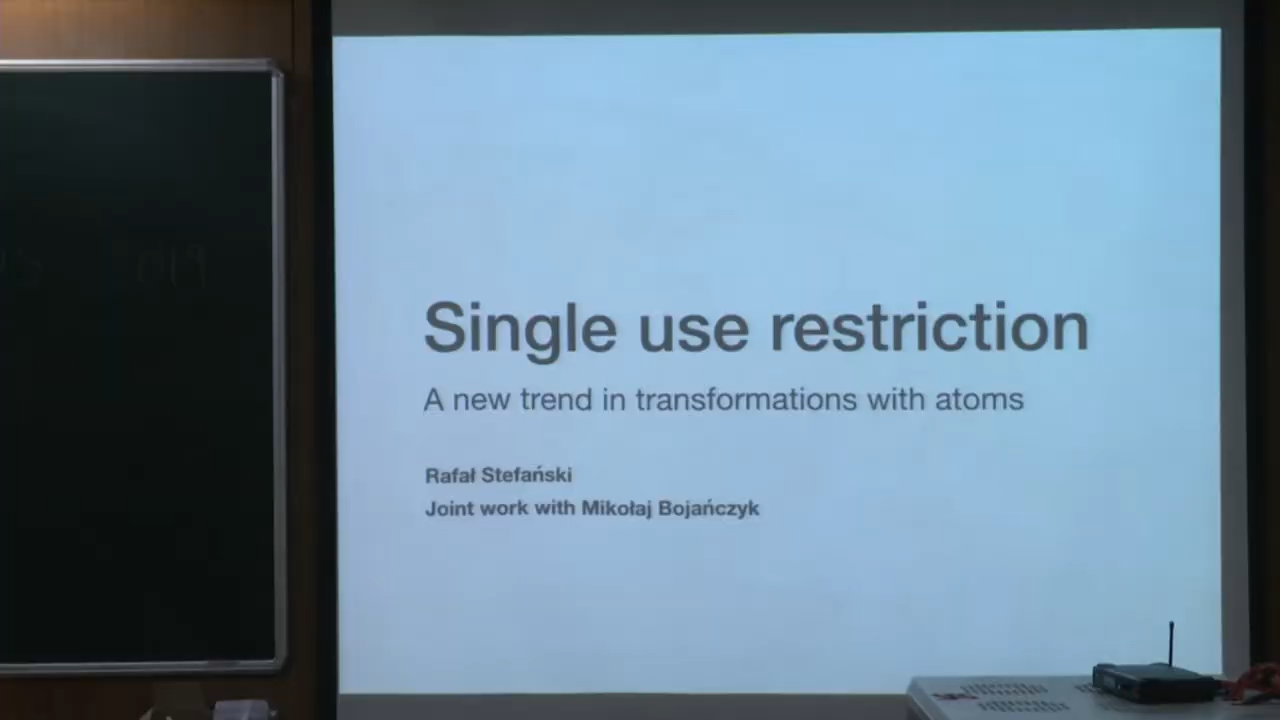 Single use restriction
A new trend in transformations with atoms
Rafał Stefański
Joint work with Mikołaj Bojańczyk